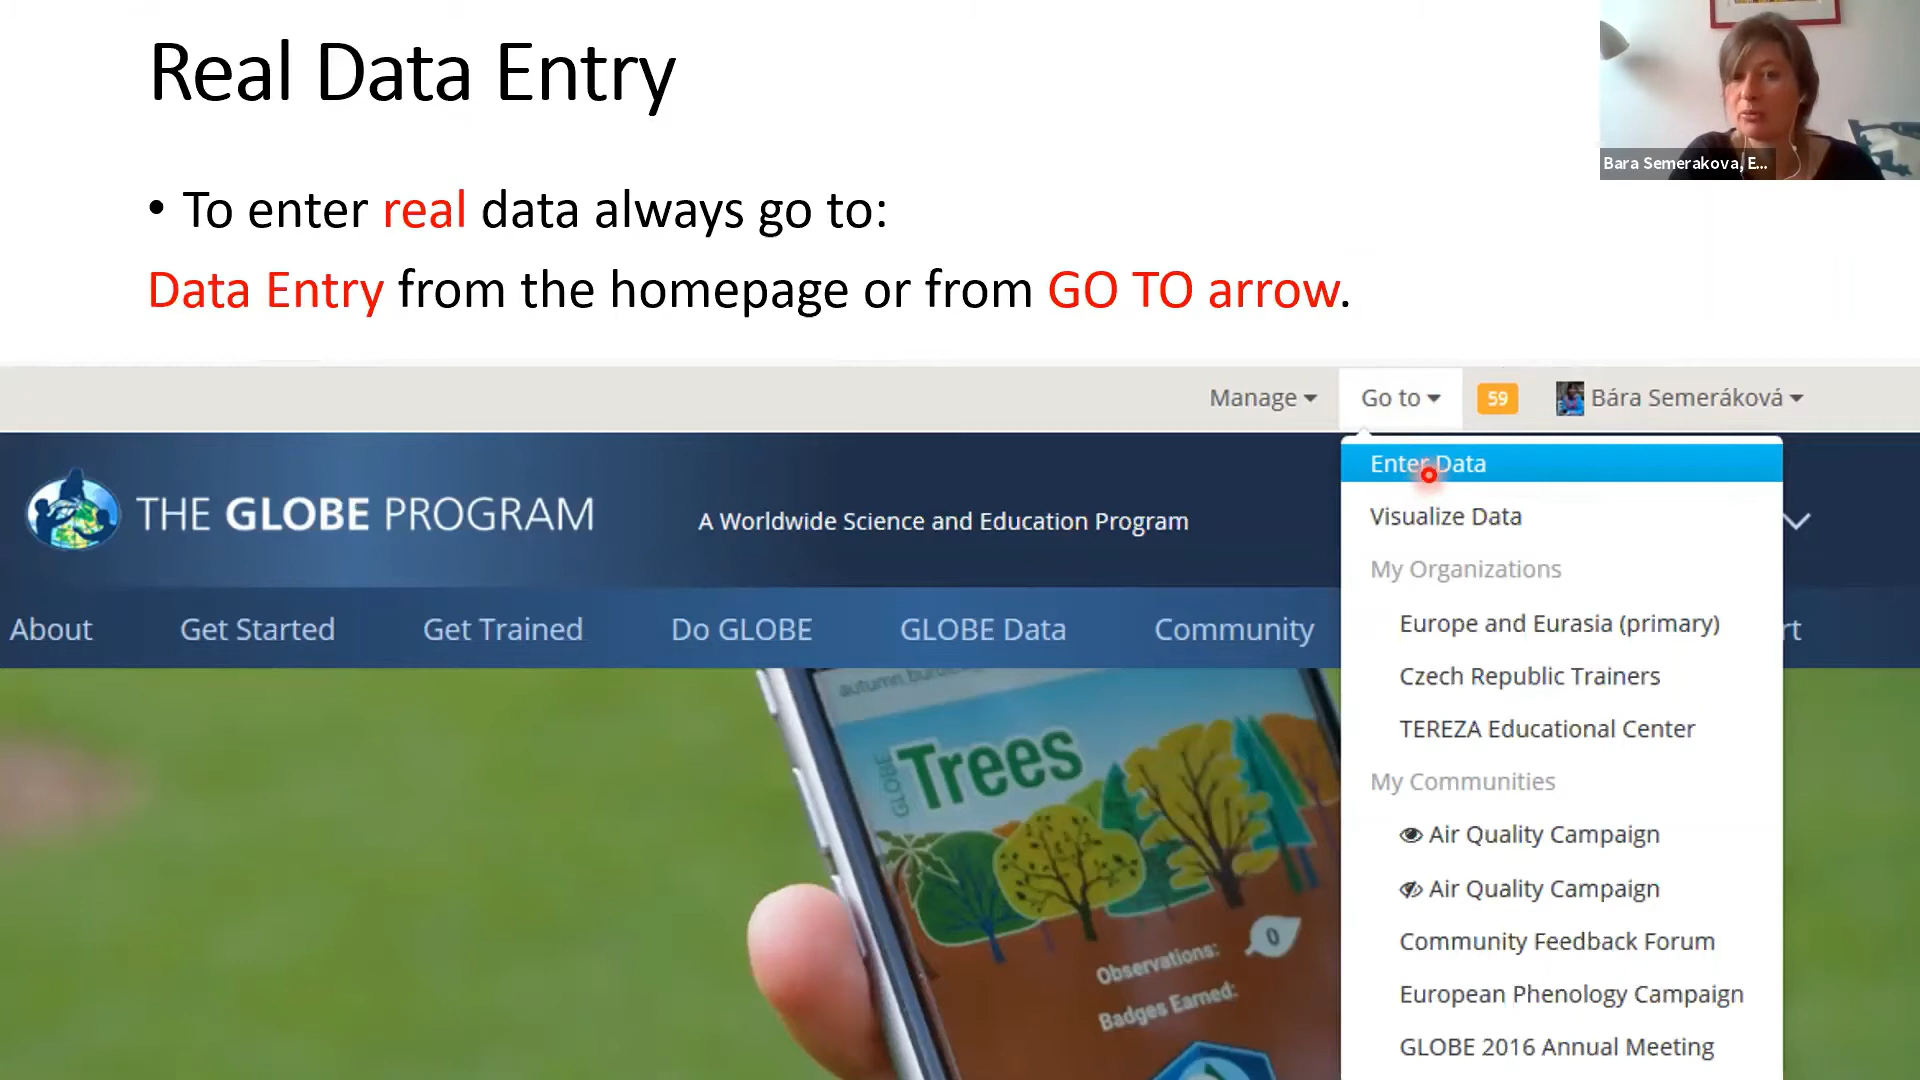 Real Data Entry
Bara Semerakova, E...
• To enter real data always go to:
Data Entry from the homepage or from GO TO arrow.
Manage
Go to
59
Bára Semeráková
THE GLOBE PROGRAM
A Worldwide Science and Education Program
About
Get Started
Get Trained
Do GLOBE
GLOBE Data
Community
rt
Enter Data
Visualize Data
My Organizations
Europe and Eurasia (primary)
Czech Republic Trainers
TEREZA Educational Center
My Communities
Air Quality Campaign
Air Quality Campaign
Community Feedback Forum
European Phenology Campaign
GLOBE 2016 Annual Meeting
GLOBE
Trees
0
Observations:
Badges Earned: